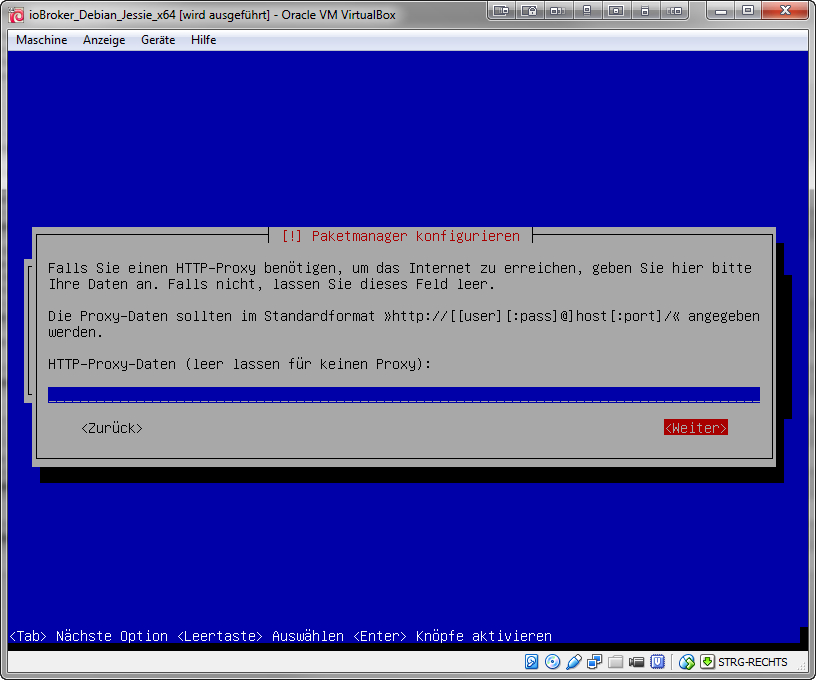 ioBroker_Debian_Jessie_x64 [wird ausgeführt] - Oracle VM VirtualBox
Maschine Anzeige Geräte Hilfe
[!] Paketmanager konfigurieren
Falls Sie einen HTTP-Proxy benötigen, um das Internet zu erreichen, geben Sie hier bitte
Ihre Daten an. Falls nicht, lassen Sie dieses Feld leer.
Die Proxy-Daten sollten im Standardformat »http://[[user][:pass]@]host[:port]/« angegeben
werden.
HTTP-Proxy-Daten (leer lassen für keinen Proxy):
<Zurück> <Weiter>
<Tab> Nächste Option <Leertaste> Auswählen <Enter> Knöpfe aktivieren
STRG-RECHTS